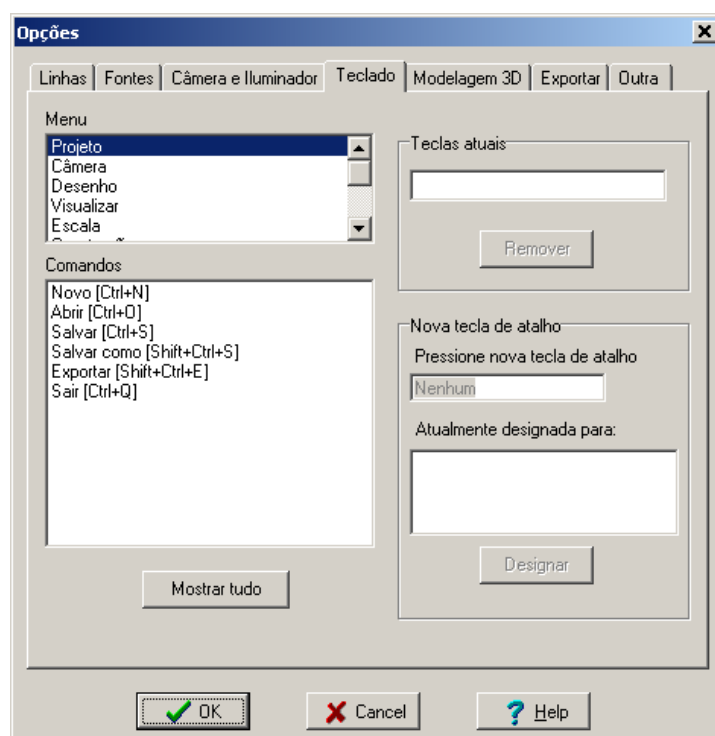 Opções
Linhas Fontes Câmera e Iluminador Teclado Modelagem 3D Exportar Outra
Menu
Projeto
Câmera
Desenho
Visualizar
Escala
Comandos
Novo [Ctrl+N]
Abrir [Ctrl+O]
Salvar [Ctrl+S]
Salvar como [Shift+Ctrl+S]
Exportar [Shift+Ctrl+E]
Sair [Ctrl+Q]
Mostrar tudo
Teclas atuais
Remover
Nova tecla de atalho
Pressione nova tecla de atalho
Nenhum
Atualmente designada para:
Designar
OK Cancel Help